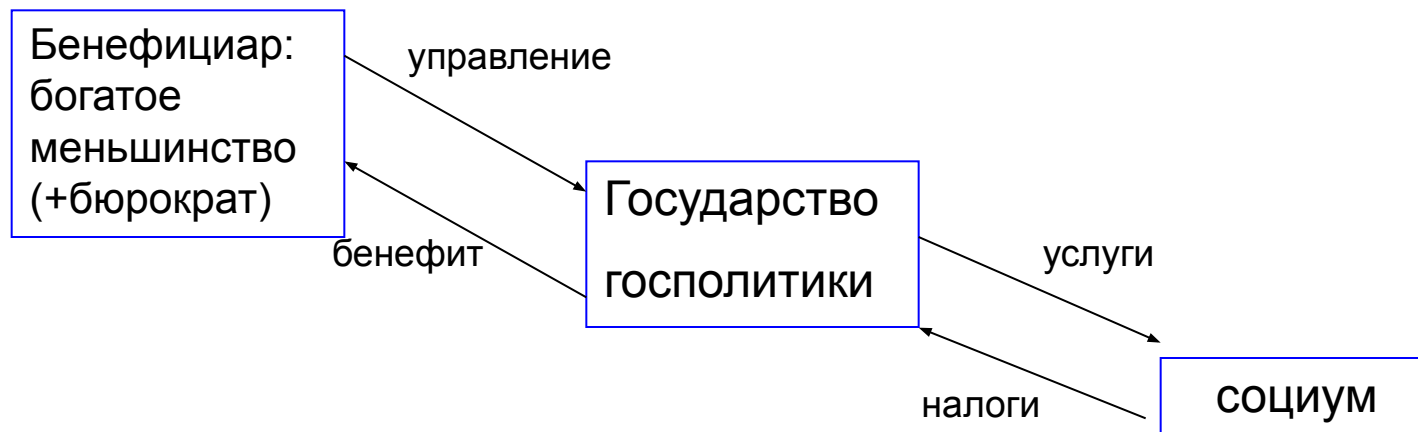 Бенефициар:
богатое
меньшинство
(+бюрократ)
управление
бенефит
Государство
госполитики
услуги
налоги
социум